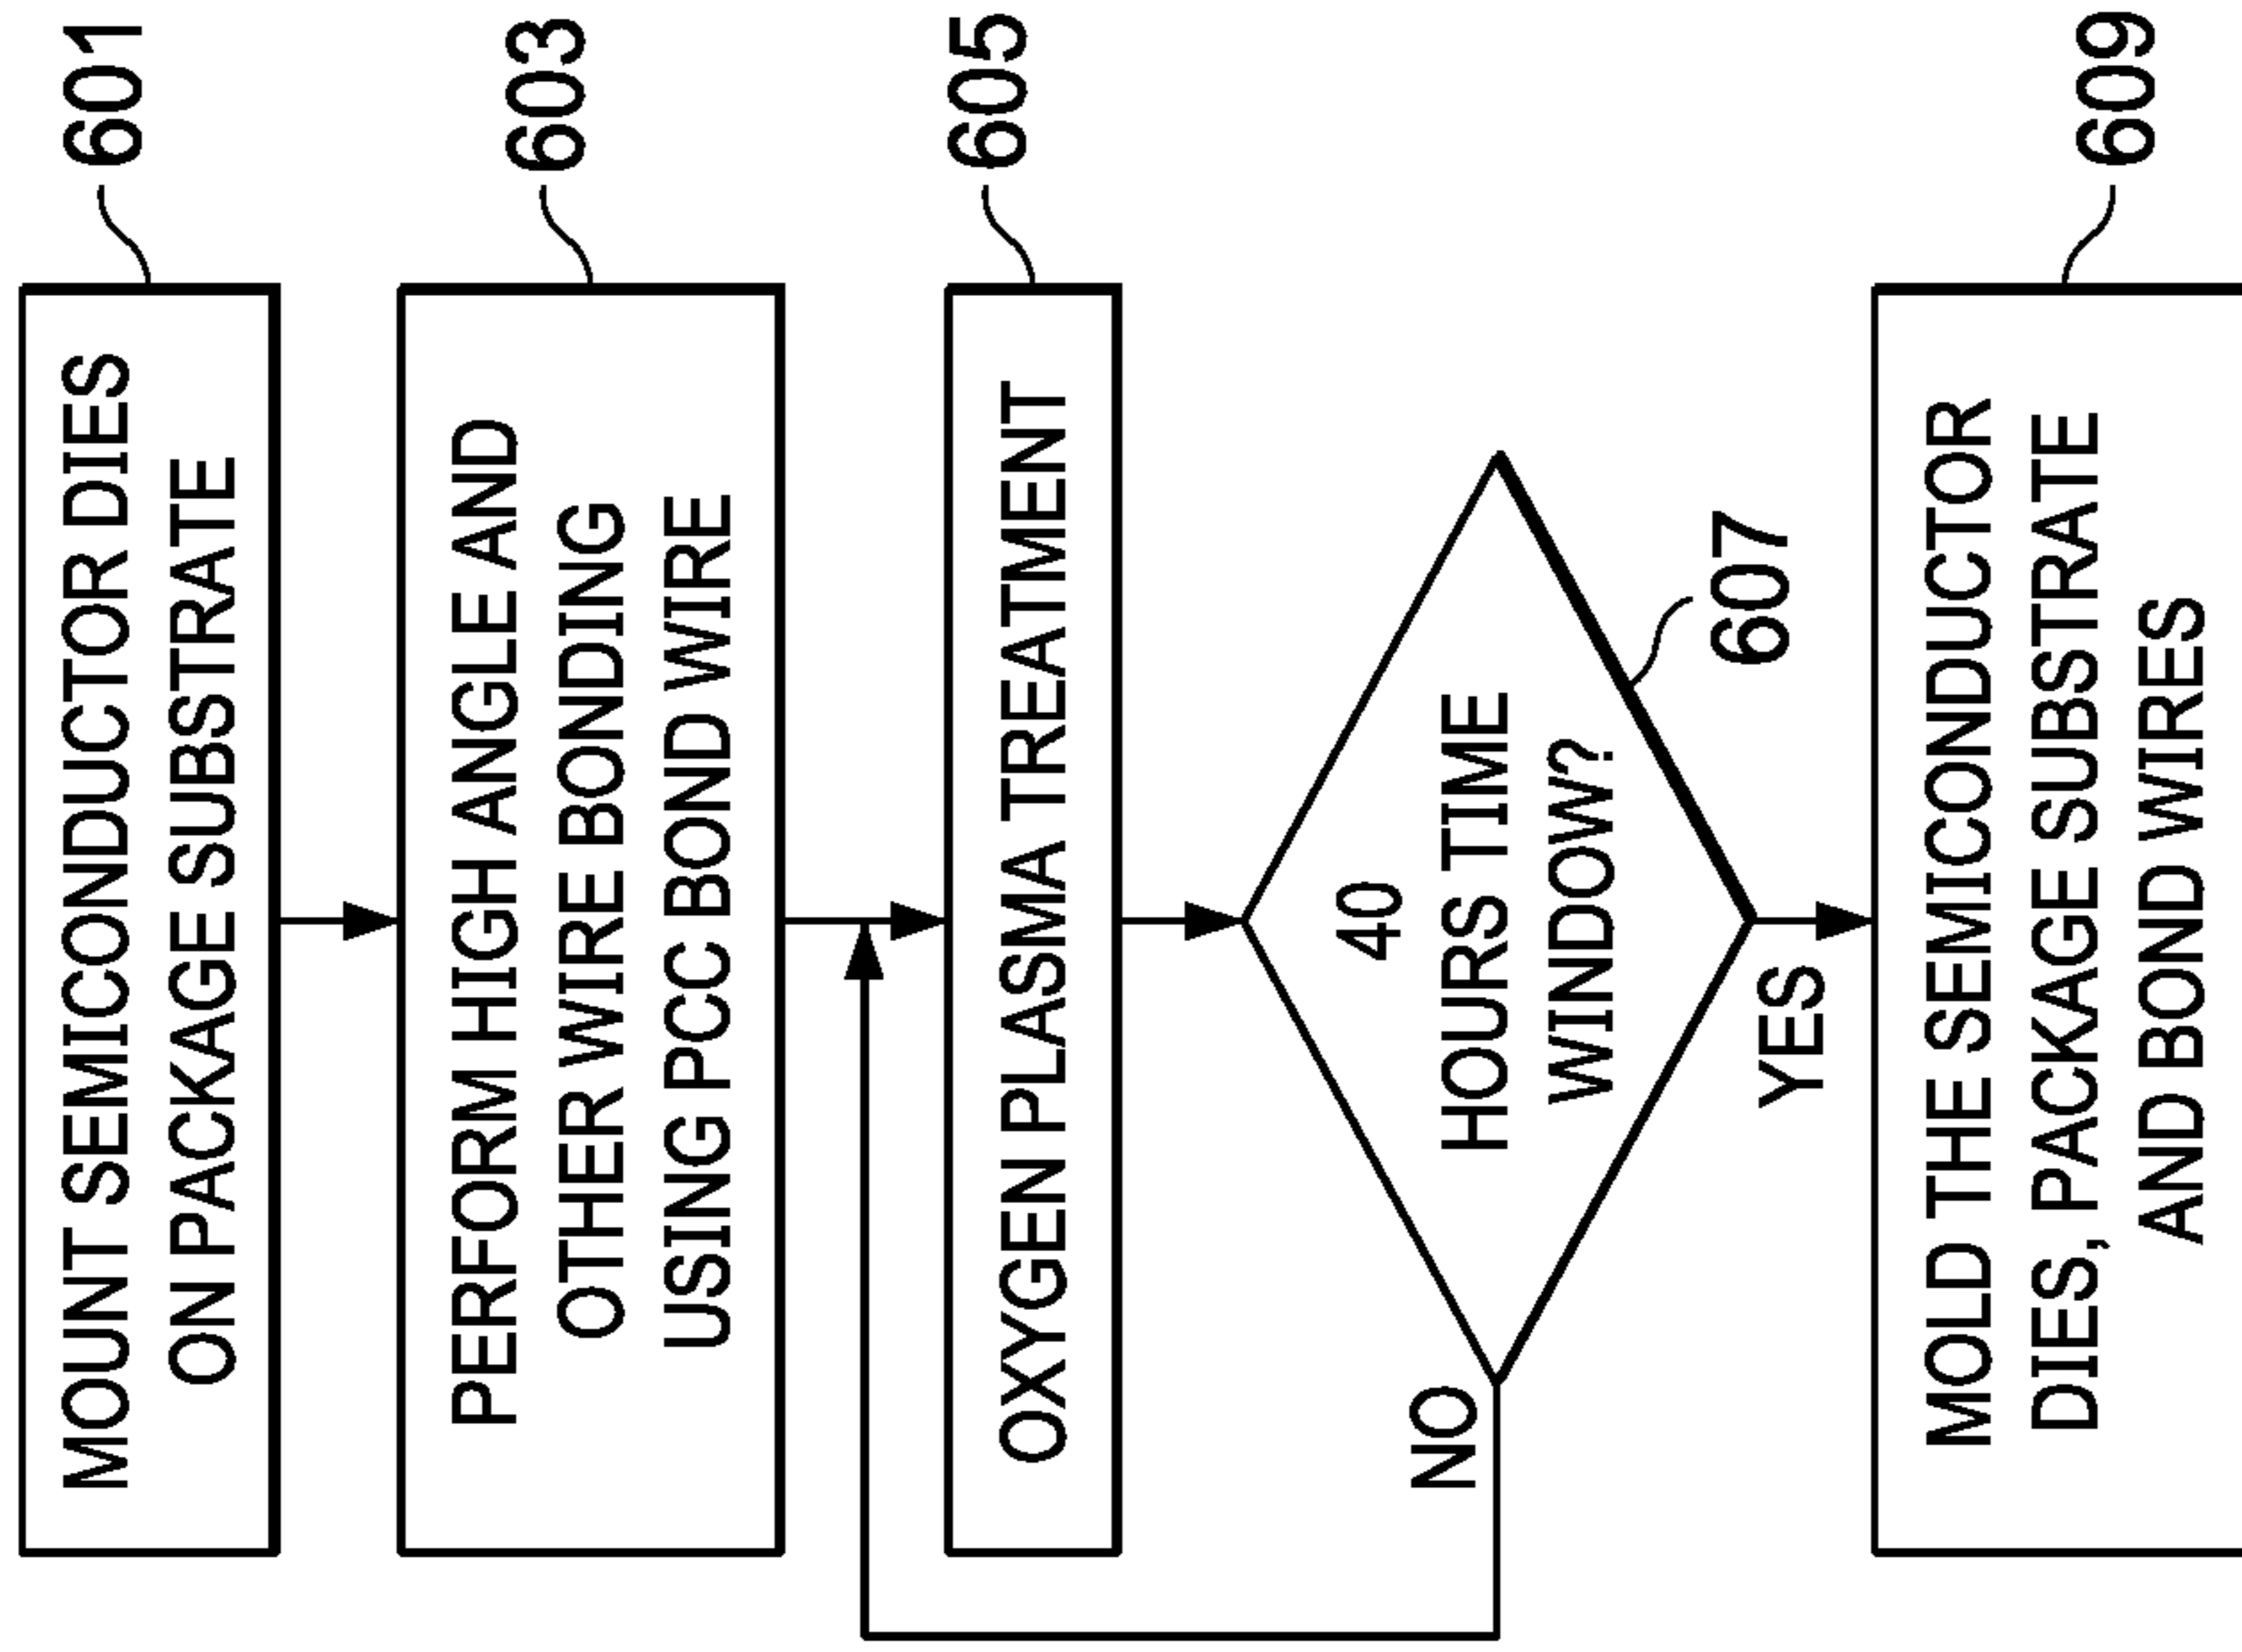 MOUNT SEMICONDUCTOR DIES
ON PACKAGE SUBSTRATE
601
PERFORM HIGH ANGLE AND
OTHER WIRE BONDING
USING PCC BOND WIRE
603
OXYGEN PLASMA TREATMENT
605
40
HOURS TIME
WINDOW?
607
NO
YES
MOLD THE SEMICONDUCTOR
DIES, PACKAGE SUBSTRATE
AND BOND WIRES
609